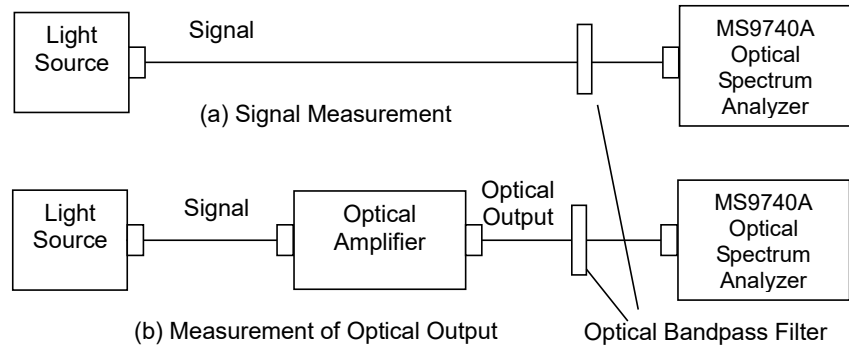 Light
Source
Signal
MS9740A
Optical
Spectrum
Analyzer
(a) Signal Measurement
Light
Source
Signal
Optical
Amplifier
Optical
Output
MS9740A
Optical
Spectrum
Analyzer
(b) Measurement of Optical Output
Optical Bandpass Filter